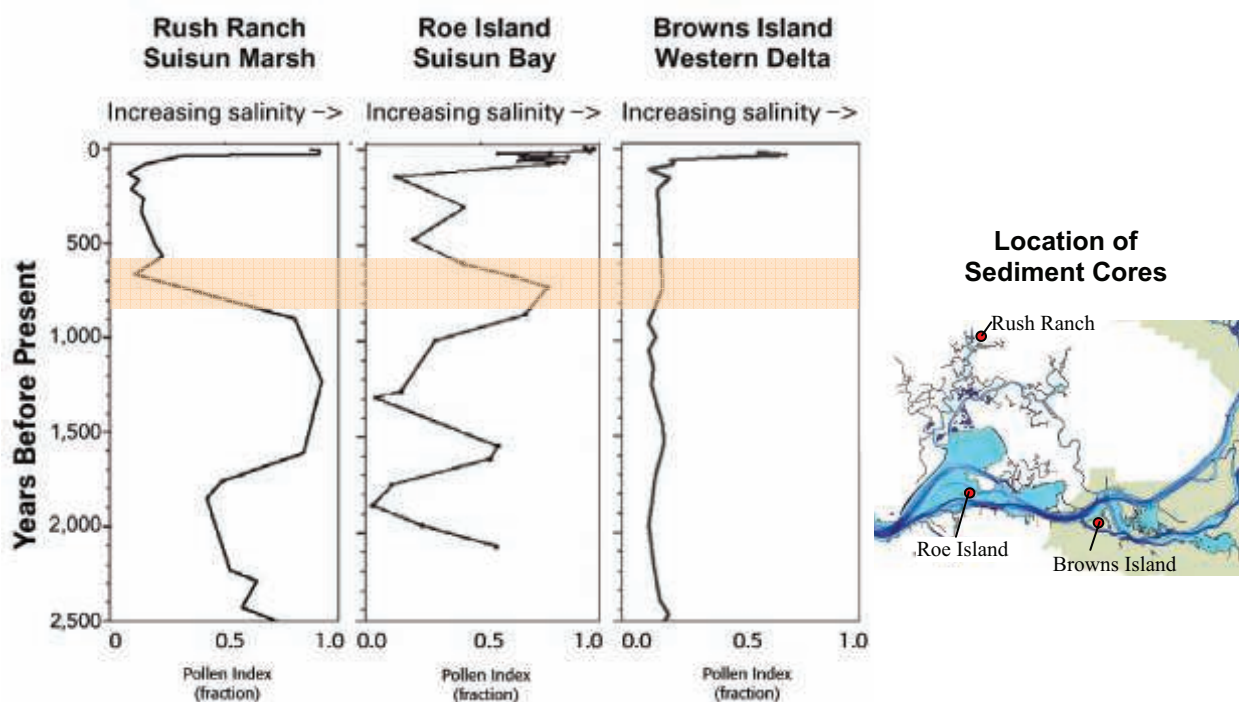 Rush Ranch
Suisun Marsh
Roe Island
Suisun Bay
Browns Island
Western Delta
Increasing salinity –>
Increasing salinity –>
Increasing salinity –>
Years Before Present
0
500
1,000
1,500
2,000
2,500
0
0.5
1.0
0.0
0.5
1.0
0.0
0.5
1.0
Pollen Index
(fraction)
Pollen Index
(fraction)
Pollen Index
(fraction)
Location of
Sediment Cores
Rush Ranch
Roe Island
Browns Island